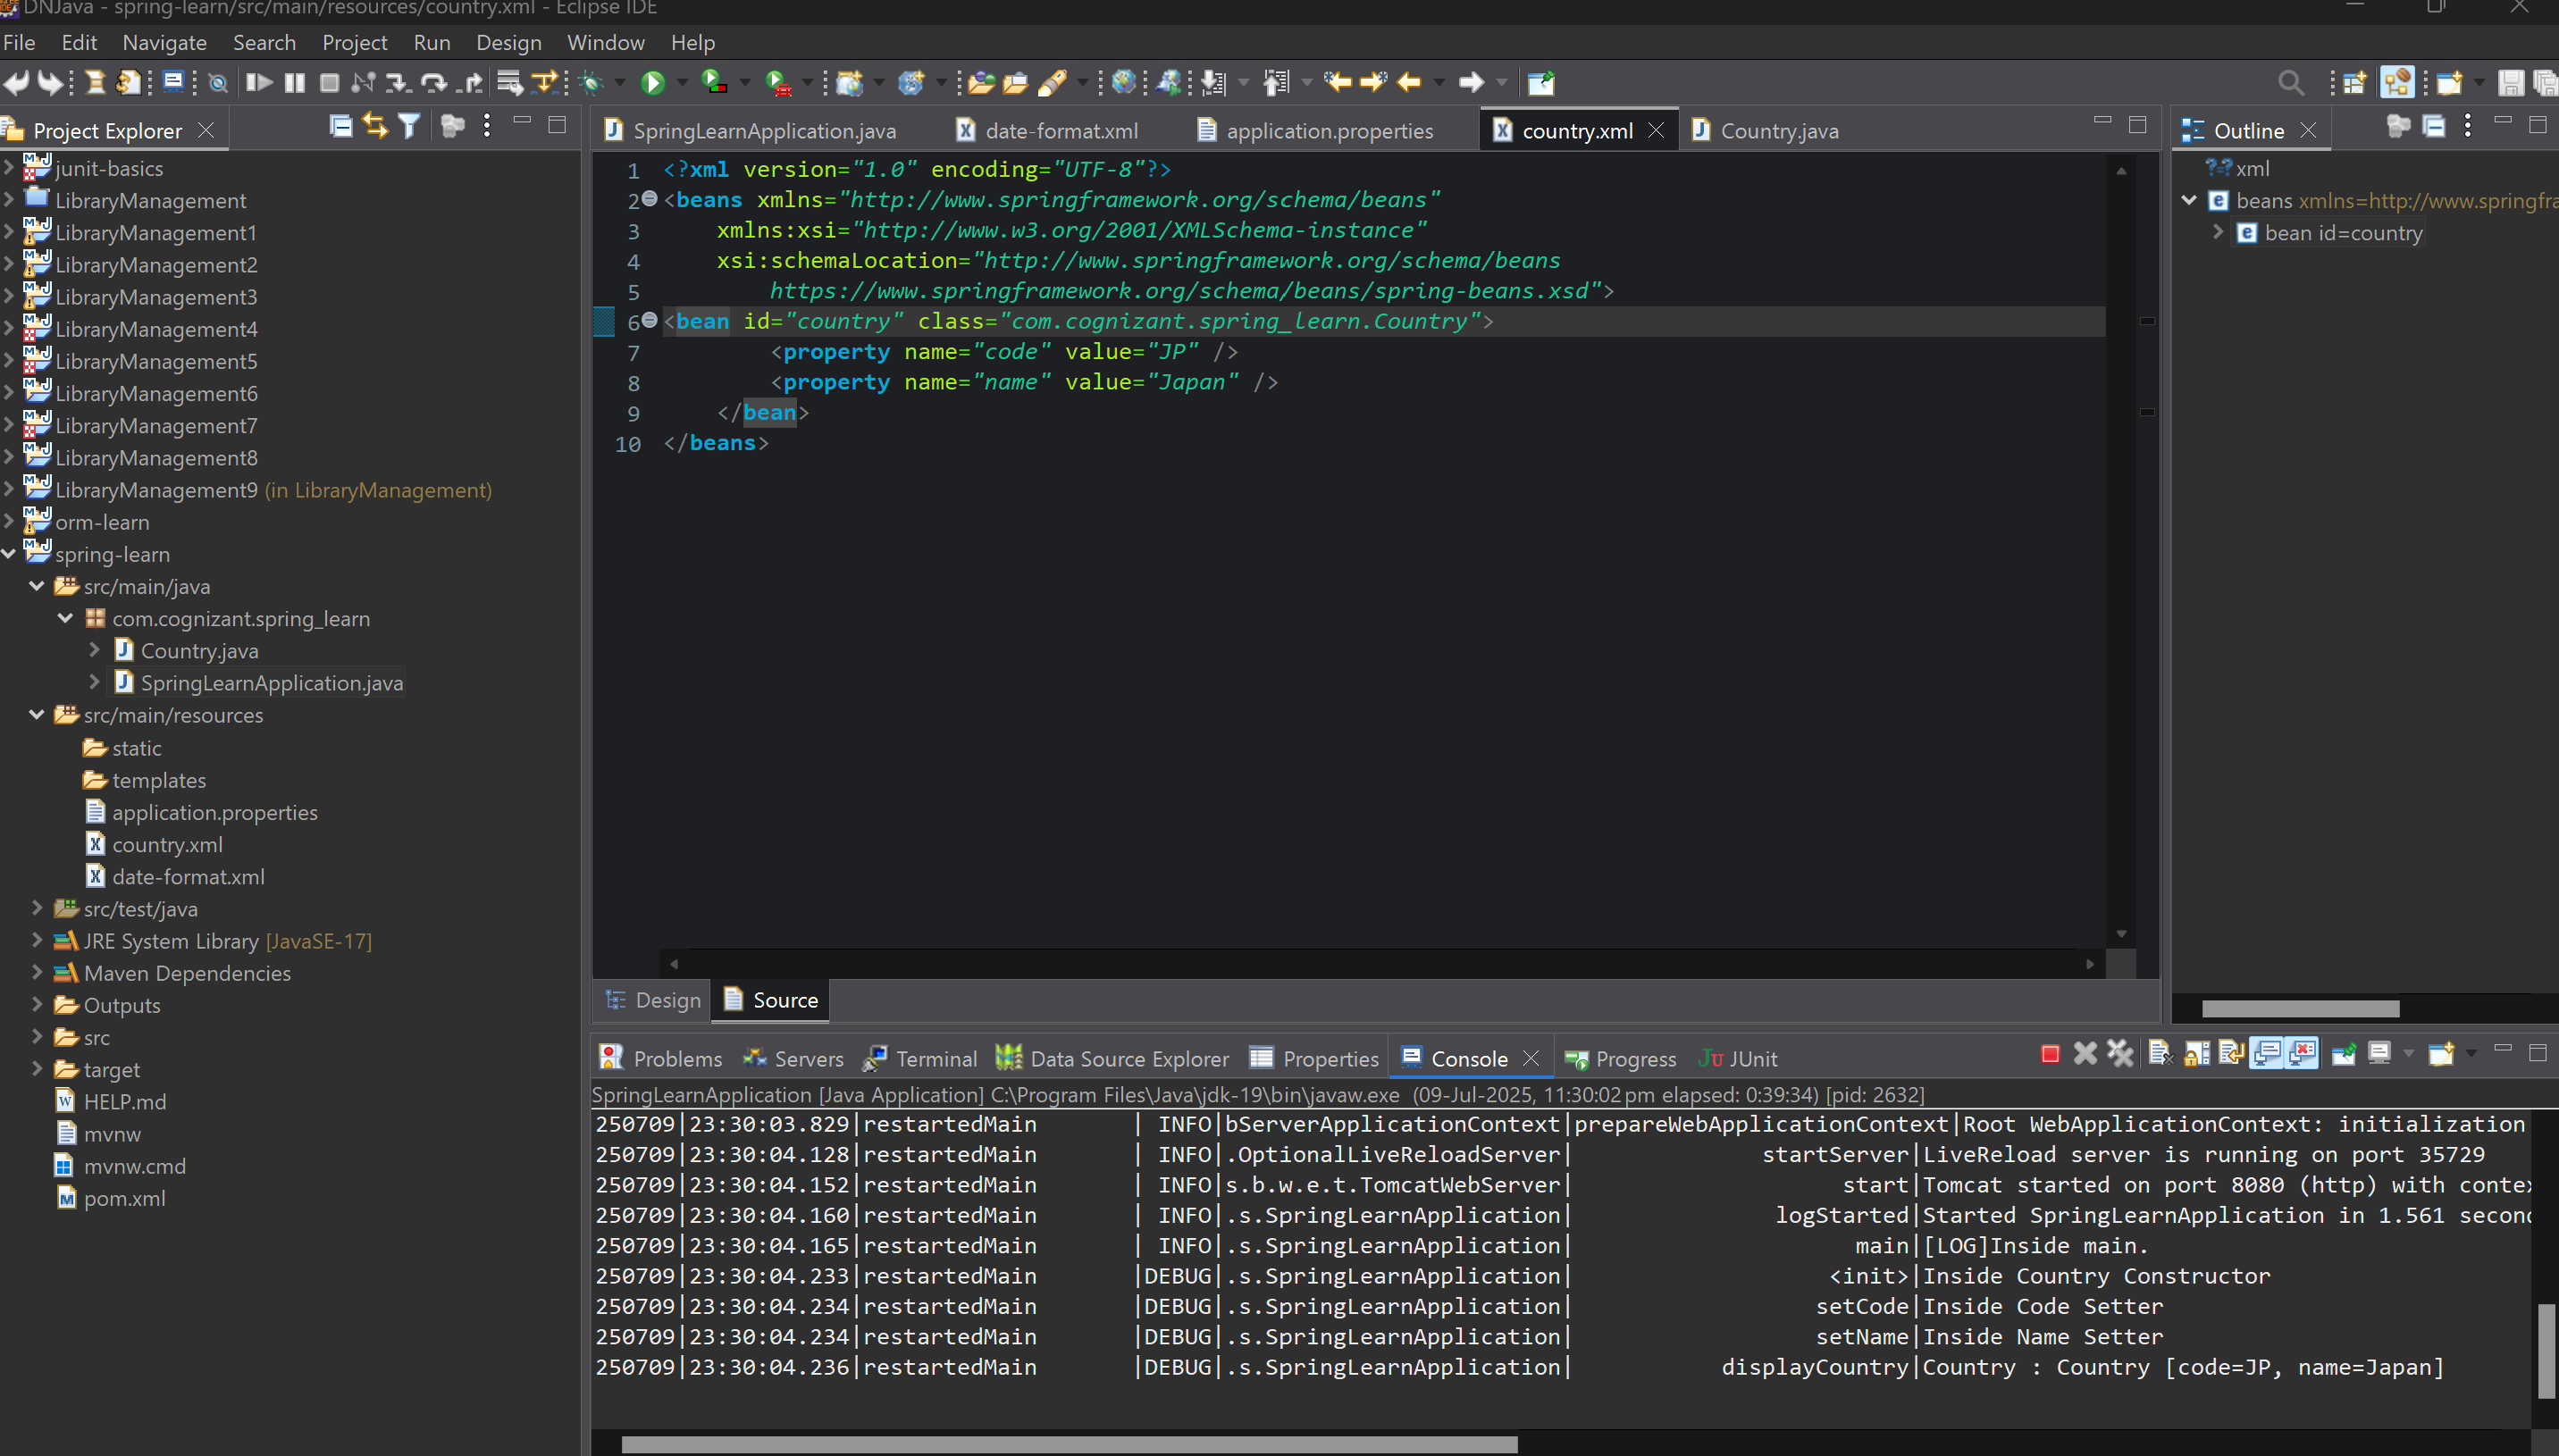 DNJava - spring-learn/src/main/resources/country.xml - Eclipse IDE
File Edit Navigate Search Project Run Design Window Help
Project Explorer
junit-basics
LibraryManagement
LibraryManagement1
LibraryManagement2
LibraryManagement3
LibraryManagement4
LibraryManagement5
LibraryManagement6
LibraryManagement7
LibraryManagement8
LibraryManagement9 (in LibraryManagement)
orm-learn
spring-learn
src/main/java
com.cognizant.spring_learn
Country.java
SpringLearnApplication.java
src/main/resources
static
templates
application.properties
country.xml
date-format.xml
src/test/java
JRE System Library [JavaSE-17]
Maven Dependencies
Outputs
src
target
HELP.md
mvnw
mvnw.cmd
pom.xml
SpringLearnApplication.java date-format.xml application.properties country.xml Country.java
1 <?xml version="1.0" encoding="UTF-8"?>
2 <beans xmlns="http://www.springframework.org/schema/beans"
3 xmlns:xsi="http://www.w3.org/2001/XMLSchema-instance"
4 xsi:schemaLocation="http://www.springframework.org/schema/beans
5 https://www.springframework.org/schema/beans/spring-beans.xsd">
6 <bean id="country" class="com.cognizant.spring_learn.Country">
7 <property name="code" value="JP" />
8 <property name="name" value="Japan" />
9 </bean>
10 </beans>
Design Source
Outline
?=? xml
beans xmlns=http://www.springfra
bean id=country
Problems Servers Terminal Data Source Explorer Properties Console Progress JUnit
SpringLearnApplication [Java Application] C:\Program Files\Java\jdk-19\bin\javaw.exe (09-Jul-2025, 11:30:02 pm elapsed: 0:39:34) [pid: 2632]
250709|23:30:03.829|restartedMain | INFO|bServerApplicationContext|prepareWebApplicationContext|Root WebApplicationContext: initialization
250709|23:30:04.128|restartedMain | INFO|.OptionalLiveReloadServer| startServer|LiveReload server is running on port 35729
250709|23:30:04.152|restartedMain | INFO|s.b.w.e.t.TomcatWebServer| start|Tomcat started on port 8080 (http) with contex
250709|23:30:04.160|restartedMain | INFO|.s.SpringLearnApplication| logStarted|Started SpringLearnApplication in 1.561 second
250709|23:30:04.165|restartedMain | INFO|.s.SpringLearnApplication| main|[LOG]Inside main.
250709|23:30:04.233|restartedMain |DEBUG|.s.SpringLearnApplication| <init>|Inside Country Constructor
250709|23:30:04.234|restartedMain |DEBUG|.s.SpringLearnApplication| setCode|Inside Code Setter
250709|23:30:04.234|restartedMain |DEBUG|.s.SpringLearnApplication| setName|Inside Name Setter
250709|23:30:04.236|restartedMain |DEBUG|.s.SpringLearnApplication| displayCountry|Country : Country [code=JP, name=Japan]